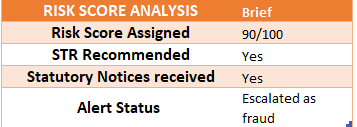 RISK SCORE ANALYSIS Brief
Risk Score Assigned 90/100
STR Recommended Yes
Statutory Notices received Yes
Alert Status Escalated as
fraud